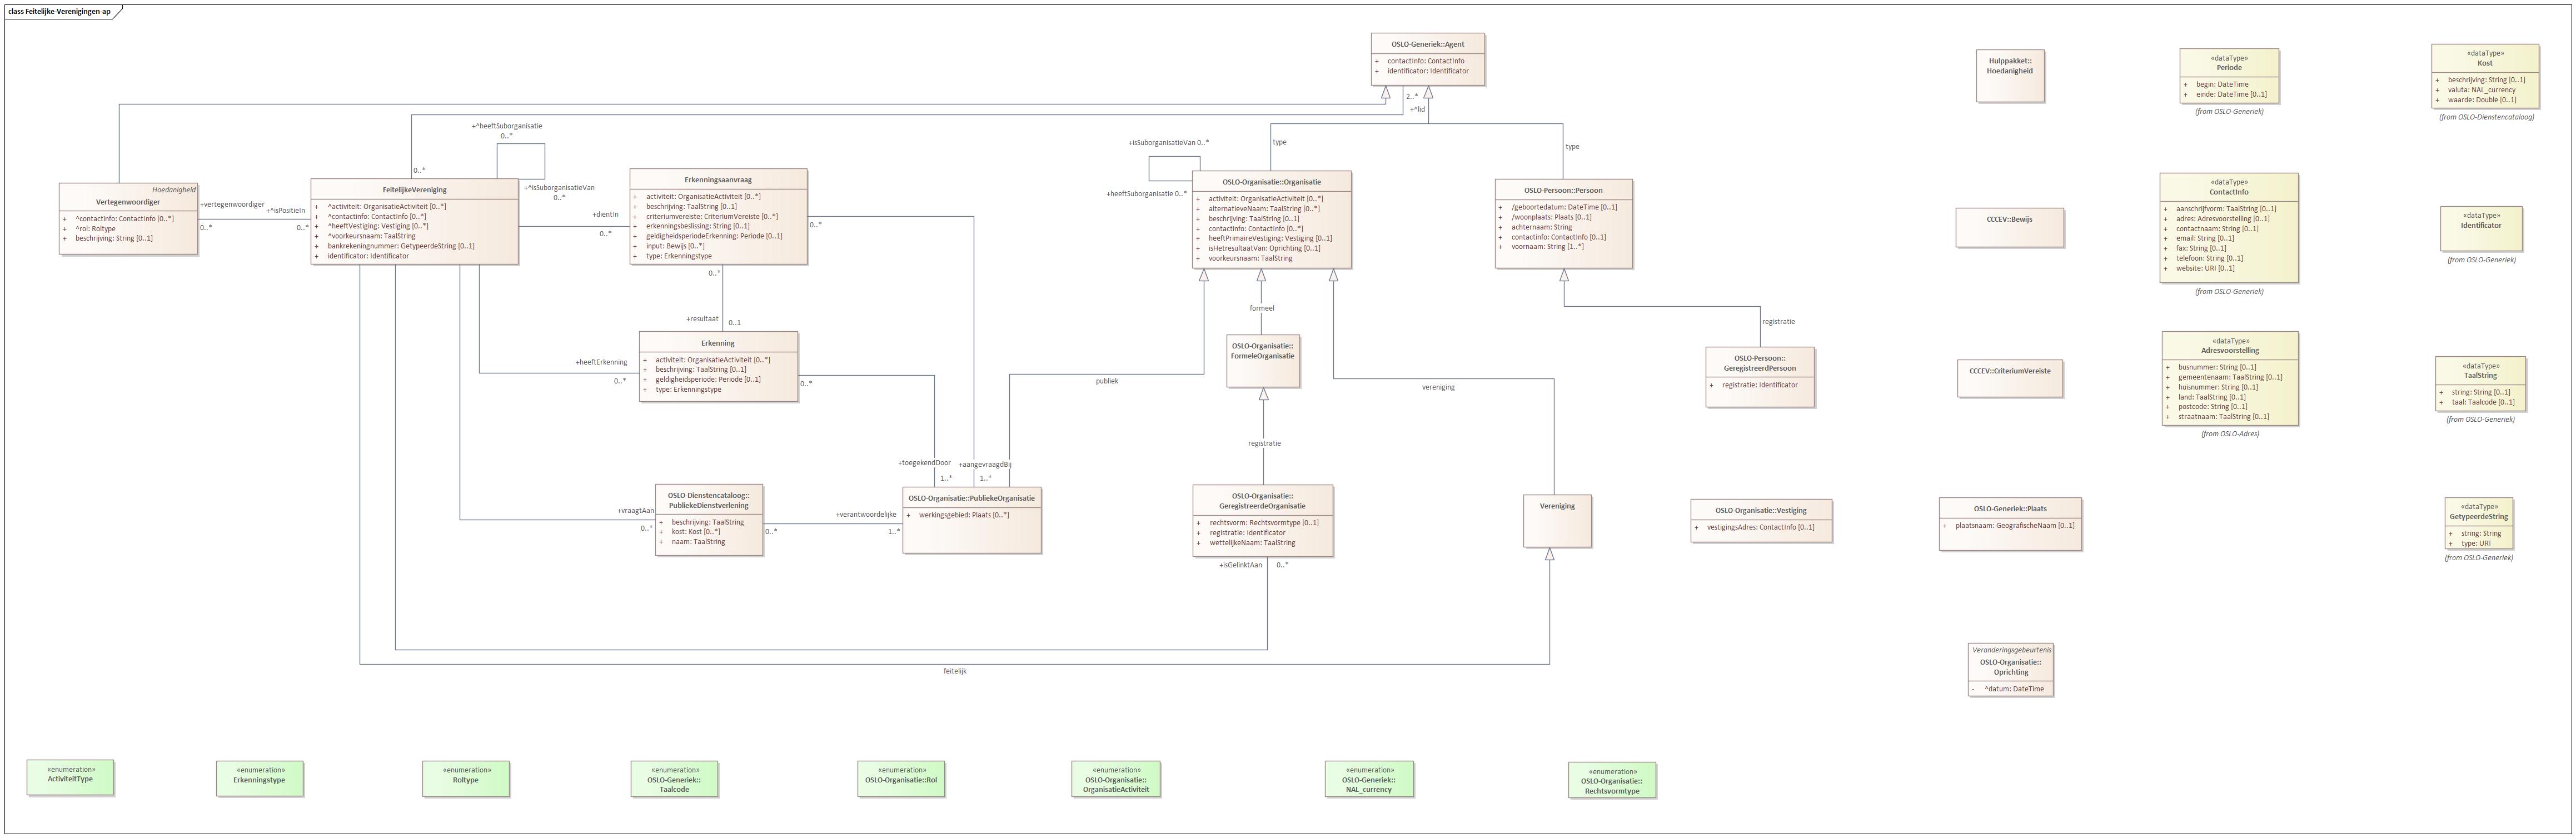 class Feitelijke-Verenigingen-ap
OSLO-Generiek::Agent
+ contactInfo: ContactInfo
+ identificator: Identificator
2..*
+^lid
Hulppakket::
Hoedanigheid
«dataType»
Periode
+ begin: DateTime
+ einde: DateTime [0..1]
(from OSLO-Generiek)
«dataType»
Kost
+ beschrijving: String [0..1]
+ valuta: NAL_currency
+ waarde: Double [0..1]
(from OSLO-Dienstencataloog)
+^heeftSuborganisatie
0..*
+^isSuborganisatieVan
0..*
0..*
+isSuborganisatieVan 0..*
+heeftSuborganisatie 0..*
type
type
Hoedanigheid
Vertegenwoordiger
+ ^contactinfo: ContactInfo [0..*]
+ ^rol: Roltype
+ beschrijving: String [0..1]
+vertegenwoordiger
0..*
+^isPositieIn
0..*
FeitelijkeVereniging
+ ^activiteit: OrganisatieActiviteit [0..*]
+ ^contactinfo: ContactInfo [0..*]
+ ^heeftVestiging: Vestiging [0..*]
+ ^voorkeursnaam: TaalString
+ bankrekeningnummer: GetypeerdeString [0..1]
+ identificator: Identificator
+dientIn
0..*
Erkenningsaanvraag
+ activiteit: OrganisatieActiviteit [0..*]
+ beschrijving: TaalString [0..1]
+ criteriumvereiste: CriteriumVereiste [0..*]
+ erkenningsbeslissing: String [0..1]
+ geldigheidsperiodeErkenning: Periode [0..1]
+ input: Bewijs [0..*]
+ type: Erkenningstype
0..*
0..*
OSLO-Organisatie::Organisatie
+ activiteit: OrganisatieActiviteit [0..*]
+ alternatieveNaam: TaalString [0..*]
+ beschrijving: TaalString [0..1]
+ contactinfo: ContactInfo [0..*]
+ heeftPrimaireVestiging: Vestiging [0..1]
+ isHetresultaatVan: Oprichting [0..1]
+ voorkeursnaam: TaalString
OSLO-Persoon::Persoon
+ /geboortedatum: DateTime [0..1]
+ /woonplaats: Plaats [0..1]
+ achternaam: String
+ contactinfo: ContactInfo [0..1]
+ voornaam: String [1..*]
CCCEV::Bewijs
«dataType»
ContactInfo
+ aanschrijfvorm: TaalString [0..1]
+ adres: Adresvoorstelling [0..1]
+ contactnaam: String [0..1]
+ email: String [0..1]
+ fax: String [0..1]
+ telefoon: String [0..1]
+ website: URI [0..1]
(from OSLO-Generiek)
«dataType»
Identificator
(from OSLO-Generiek)
+resultaat
0..1
formeel
registratie
Erkenning
+ activiteit: OrganisatieActiviteit [0..*]
+ beschrijving: TaalString [0..1]
+ geldigheidsperiode: Periode [0..1]
+ type: Erkenningstype
+heeftErkenning
0..*
0..*
publiek
OSLO-Organisatie::
FormeleOrganisatie
vereniging
OSLO-Persoon::
GeregistreerdPersoon
+ registratie: Identificator
CCCEV::CriteriumVereiste
«dataType»
Adresvoorstelling
+ busnummer: String [0..1]
+ gemeentenaam: TaalString [0..1]
+ huisnummer: String [0..1]
+ land: TaalString [0..1]
+ postcode: String [0..1]
+ straatnaam: TaalString [0..1]
(from OSLO-Adres)
«dataType»
TaalString
+ string: String [0..1]
+ taal: Taalcode [0..1]
(from OSLO-Generiek)
registratie
+toegekendDoor
1..*
+aangevraagdBij
1..*
+vraagtAan
0..*
OSLO-Dienstencataloog::
PubliekeDienstverlening
+ beschrijving: TaalString
+ kost: Kost [0..*]
+ naam: TaalString
0..*
+verantwoordelijke
1..*
OSLO-Organisatie::PubliekeOrganisatie
+ werkingsgebied: Plaats [0..*]
OSLO-Organisatie::
GeregistreerdeOrganisatie
+ rechtsvorm: Rechtsvormtype [0..1]
+ registratie: Identificator
+ wettelijkeNaam: TaalString
+isGelinktAan
0..*
Vereniging
OSLO-Organisatie::Vestiging
+ vestigingsAdres: ContactInfo [0..1]
OSLO-Generiek::Plaats
+ plaatsnaam: GeografischeNaam [0..1]
«dataType»
GetypeerdeString
+ string: String
+ type: URI
(from OSLO-Generiek)
feitelijk
Veranderingsgebeurtenis
OSLO-Organisatie::
Oprichting
- ^datum: DateTime
«enumeration»
ActiviteitType
«enumeration»
Erkenningstype
«enumeration»
Roltype
«enumeration»
OSLO-Generiek::
Taalcode
«enumeration»
OSLO-Organisatie::Rol
«enumeration»
OSLO-Organisatie::
OrganisatieActiviteit
«enumeration»
OSLO-Generiek::
NAL_currency
«enumeration»
OSLO-Organisatie::
Rechtsvormtype